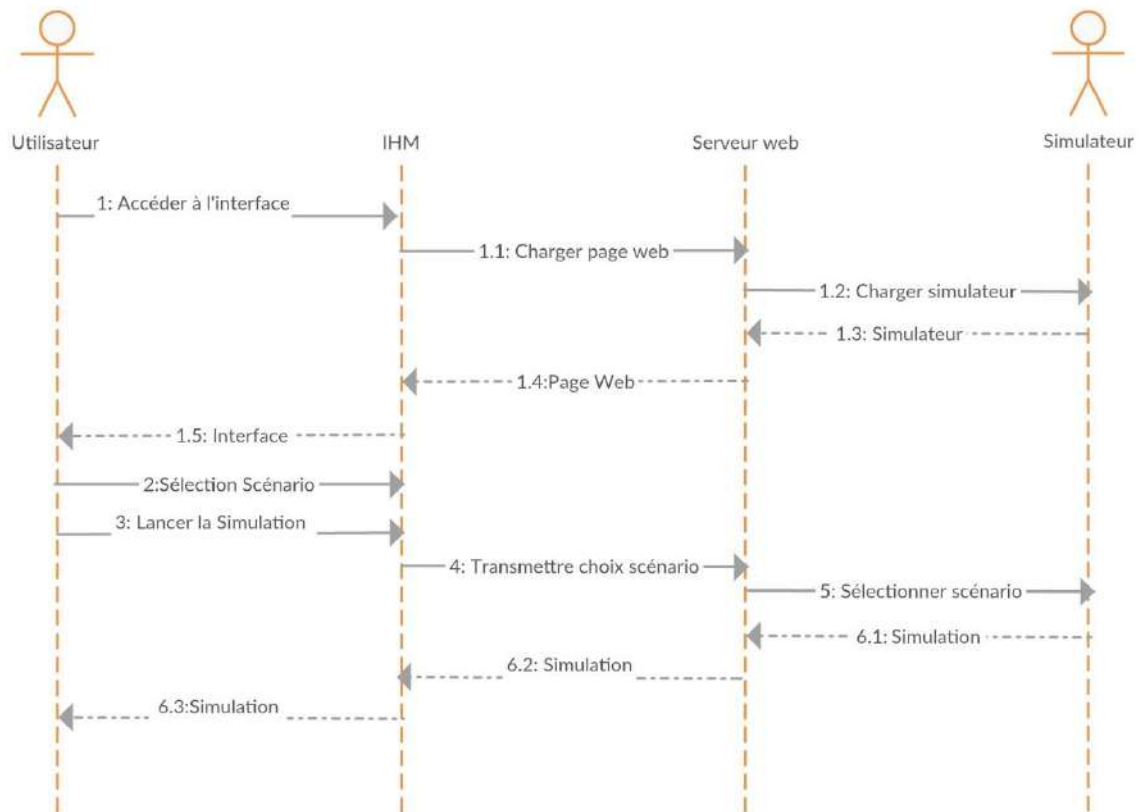 Utilisateur
IHM
Serveur web
Simulateur
1: Accéder à l'interface
1.1: Charger page web
1.2: Charger simulateur
1.3: Simulateur
1.4:Page Web
1.5: Interface
2:Sélection Scénario
3: Lancer la Simulation
4: Transmettre choix scénario
5: Sélectionner scénario
6.1: Simulation
6.2: Simulation
6.3:Simulation